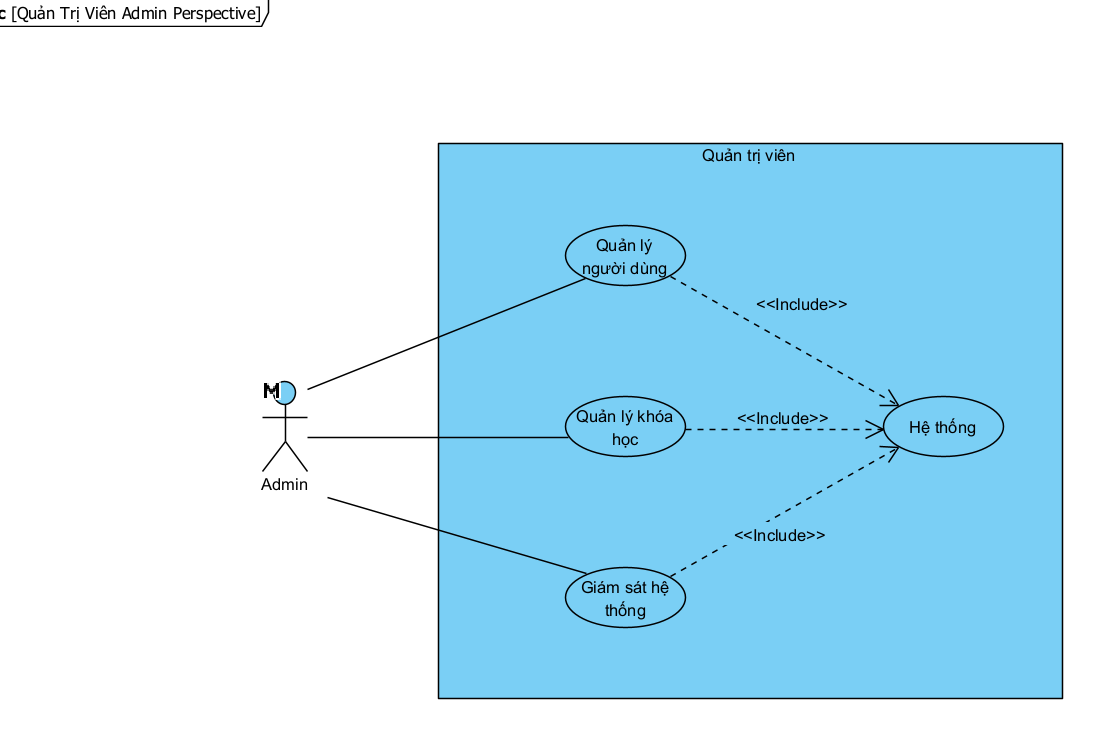 c [Quản Trị Viên Admin Perspective]
Quản trị viên
Quản lý
người dùng
<<Include>>
M
Quản lý khóa
học
<<Include>>
Hệ thống
Admin
<<Include>>
Giám sát hệ
thống